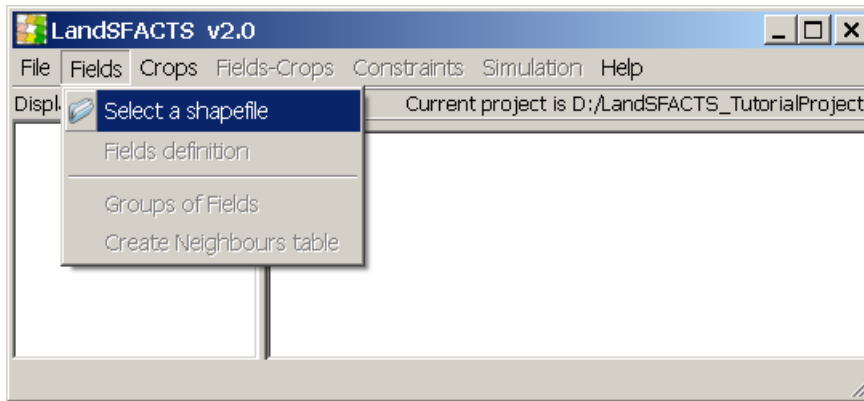 LandSFACTS v2.0
File Fields Crops Fields-Crops Constraints Simulation Help
Displ Current project is D:/LandSFACTS_TutorialProject
Select a shapefile
Fields definition
Groups of Fields
Create Neighbours table